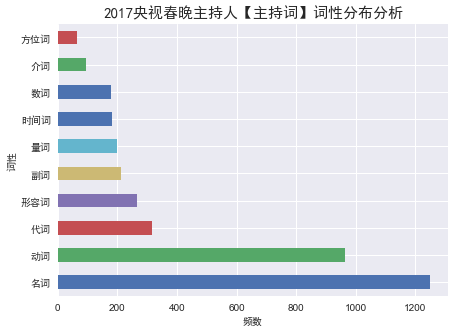 2017央视春晚主持人【主持词】词性分布分析
方位词
介词
数词
时间词
量词
副词
形容词
代词
动词
名词
词性
0 200 400 600 800 1000 1200
频数